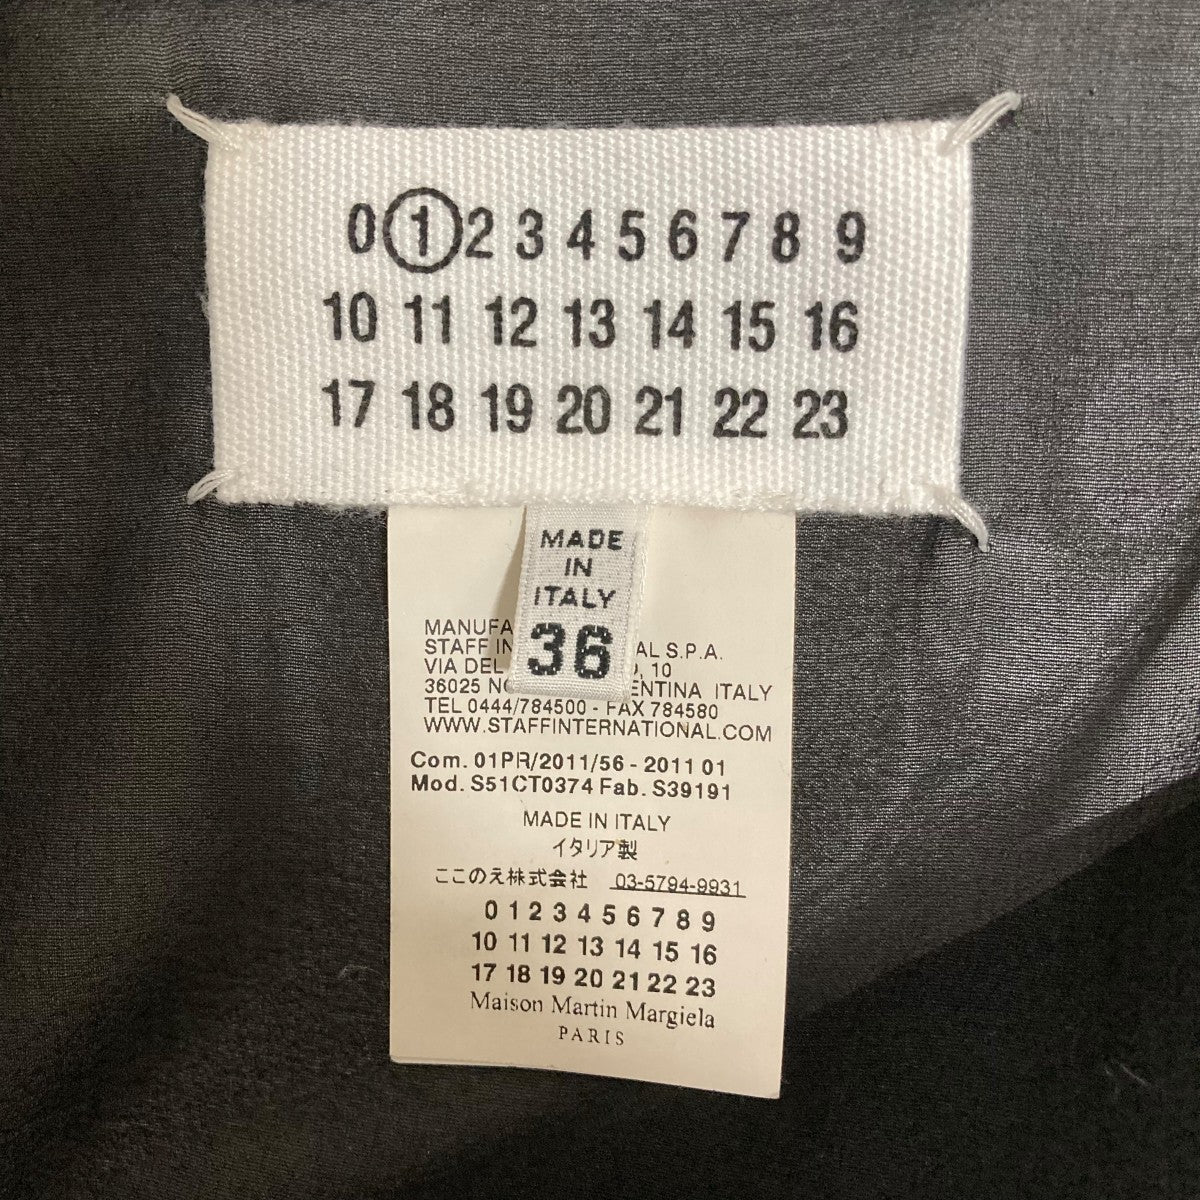 0 1 2 3 4 5 6 7 8 9
10 11 12 13 14 15 16
17 18 19 20 21 22 23
MADE
IN
ITALY
36
STAFF AL S.P.A.
VIA DEL 10
36025 ITALY
TEL 0444/784500 - FAX 784580
WWW.STAFFINTERNATIONAL.COM
Com. 01PR/2011/56 - 2011 01
Mod. S51CT0374 Fab. S39191
MADE IN ITALY
イタリア製
ここのえ株式会社 03-5794-9931
0 1 2 3 4 5 6 7 8 9
10 11 12 13 14 15 16
17 18 19 20 21 22 23
Maison Martin Margiela
PARIS